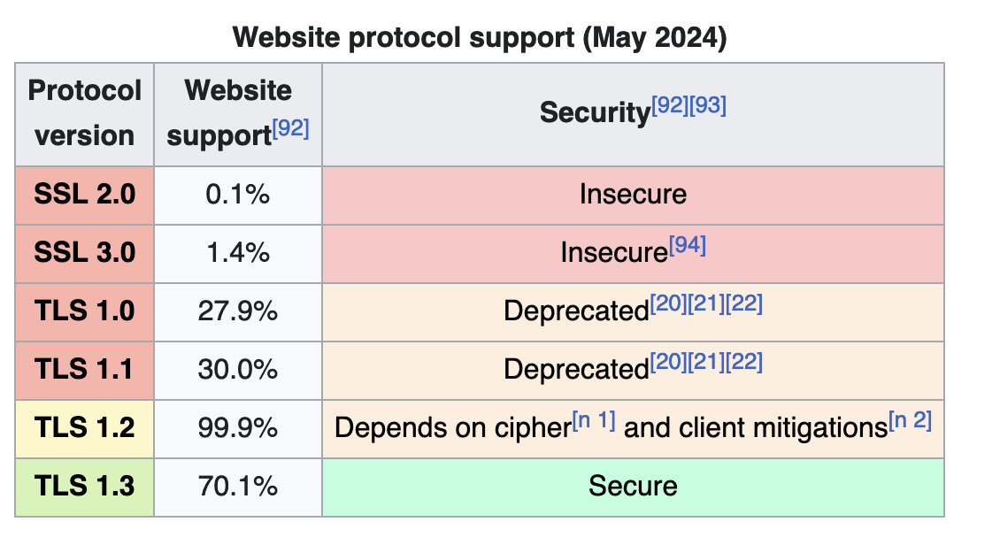 Website protocol support (May 2024)
Protocol version
Website support[92]
Security[92][93]
SSL 2.0 0.1% Insecure
SSL 3.0 1.4% Insecure[94]
TLS 1.0 27.9% Deprecated[20][21][22]
TLS 1.1 30.0% Deprecated[20][21][22]
TLS 1.2 99.9% Depends on cipher[n 1] and client mitigations[n 2]
TLS 1.3 70.1% Secure